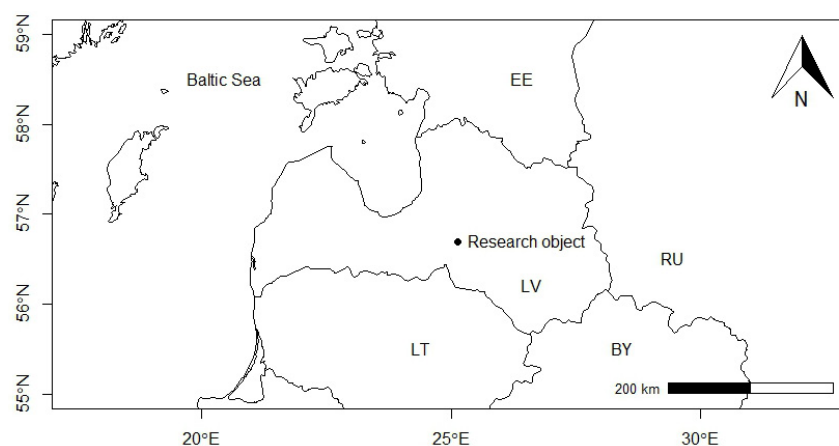 59°N
58°N
57°N
56°N
55°N
Baltic Sea
EE
N
Research object
RU
LV
LT
BY
200 km
20°E
25°E
30°E